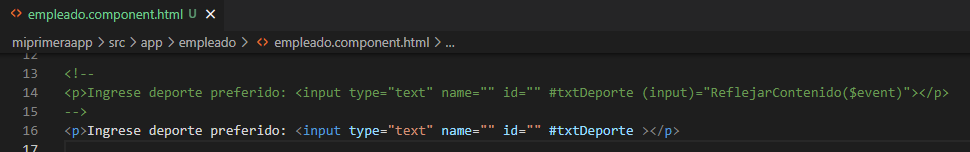 empleado.component.html U
miprimeraapp > src > app > empleado > empleado.component.html > ...
12
13 <!--
14 <p>Ingrese deporte preferido: <input type="text" name="" id="" #txtDeporte (input)="ReflejarContenido($event)"></p>
15 -->
16 <p>Ingrese deporte preferido: <input type="text" name="" id="" #txtDeporte ></p>
17